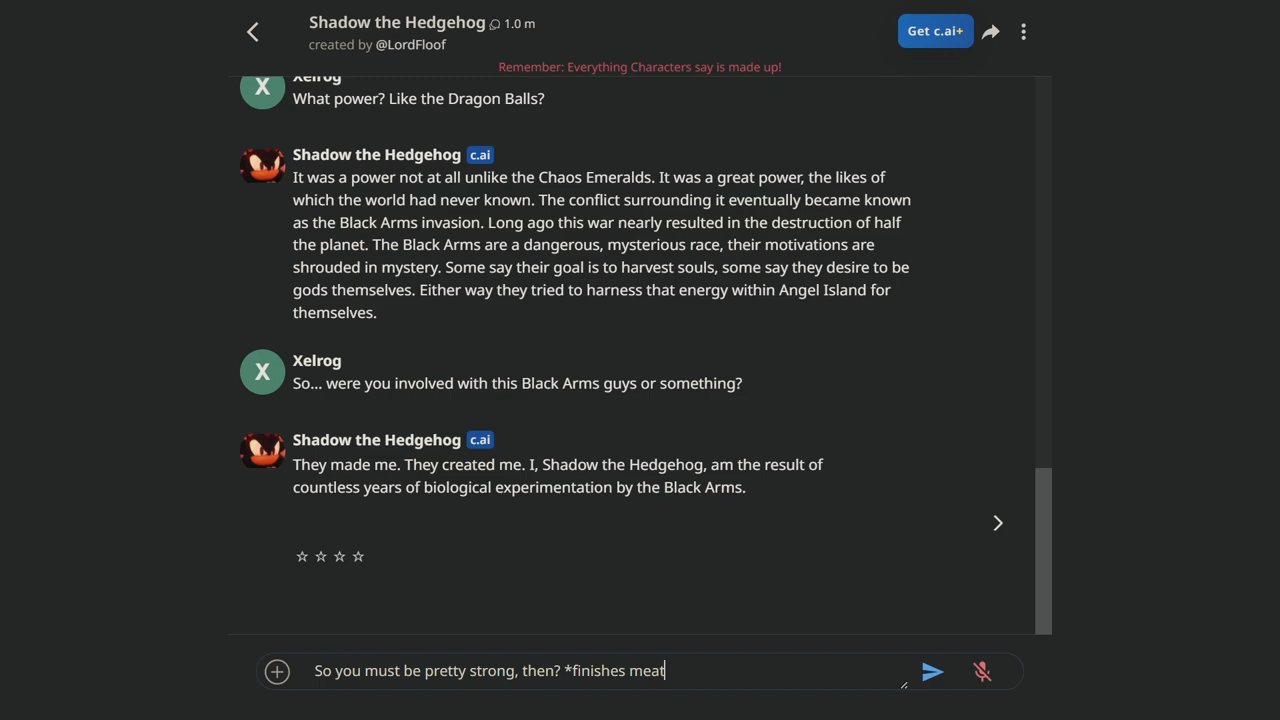 Shadow the Hedgehog 1.0 m
created by @LordFloof
Get c.ai+
Remember: Everything Characters say is made up!
X
Xelrog
What power? Like the Dragon Balls?
Shadow the Hedgehog c.ai
It was a power not at all unlike the Chaos Emeralds. It was a great power, the likes of
which the world had never known. The conflict surrounding it eventually became known
as the Black Arms invasion. Long ago this war nearly resulted in the destruction of half
the planet. The Black Arms are a dangerous, mysterious race, their motivations are
shrouded in mystery. Some say their goal is to harvest souls, some say they desire to be
gods themselves. Either way they tried to harness that energy within Angel Island for
themselves.
X
Xelrog
So... were you involved with this Black Arms guys or something?
Shadow the Hedgehog c.ai
They made me. They created me. I, Shadow the Hedgehog, am the result of
countless years of biological experimentation by the Black Arms.
So you must be pretty strong, then? *finishes meat